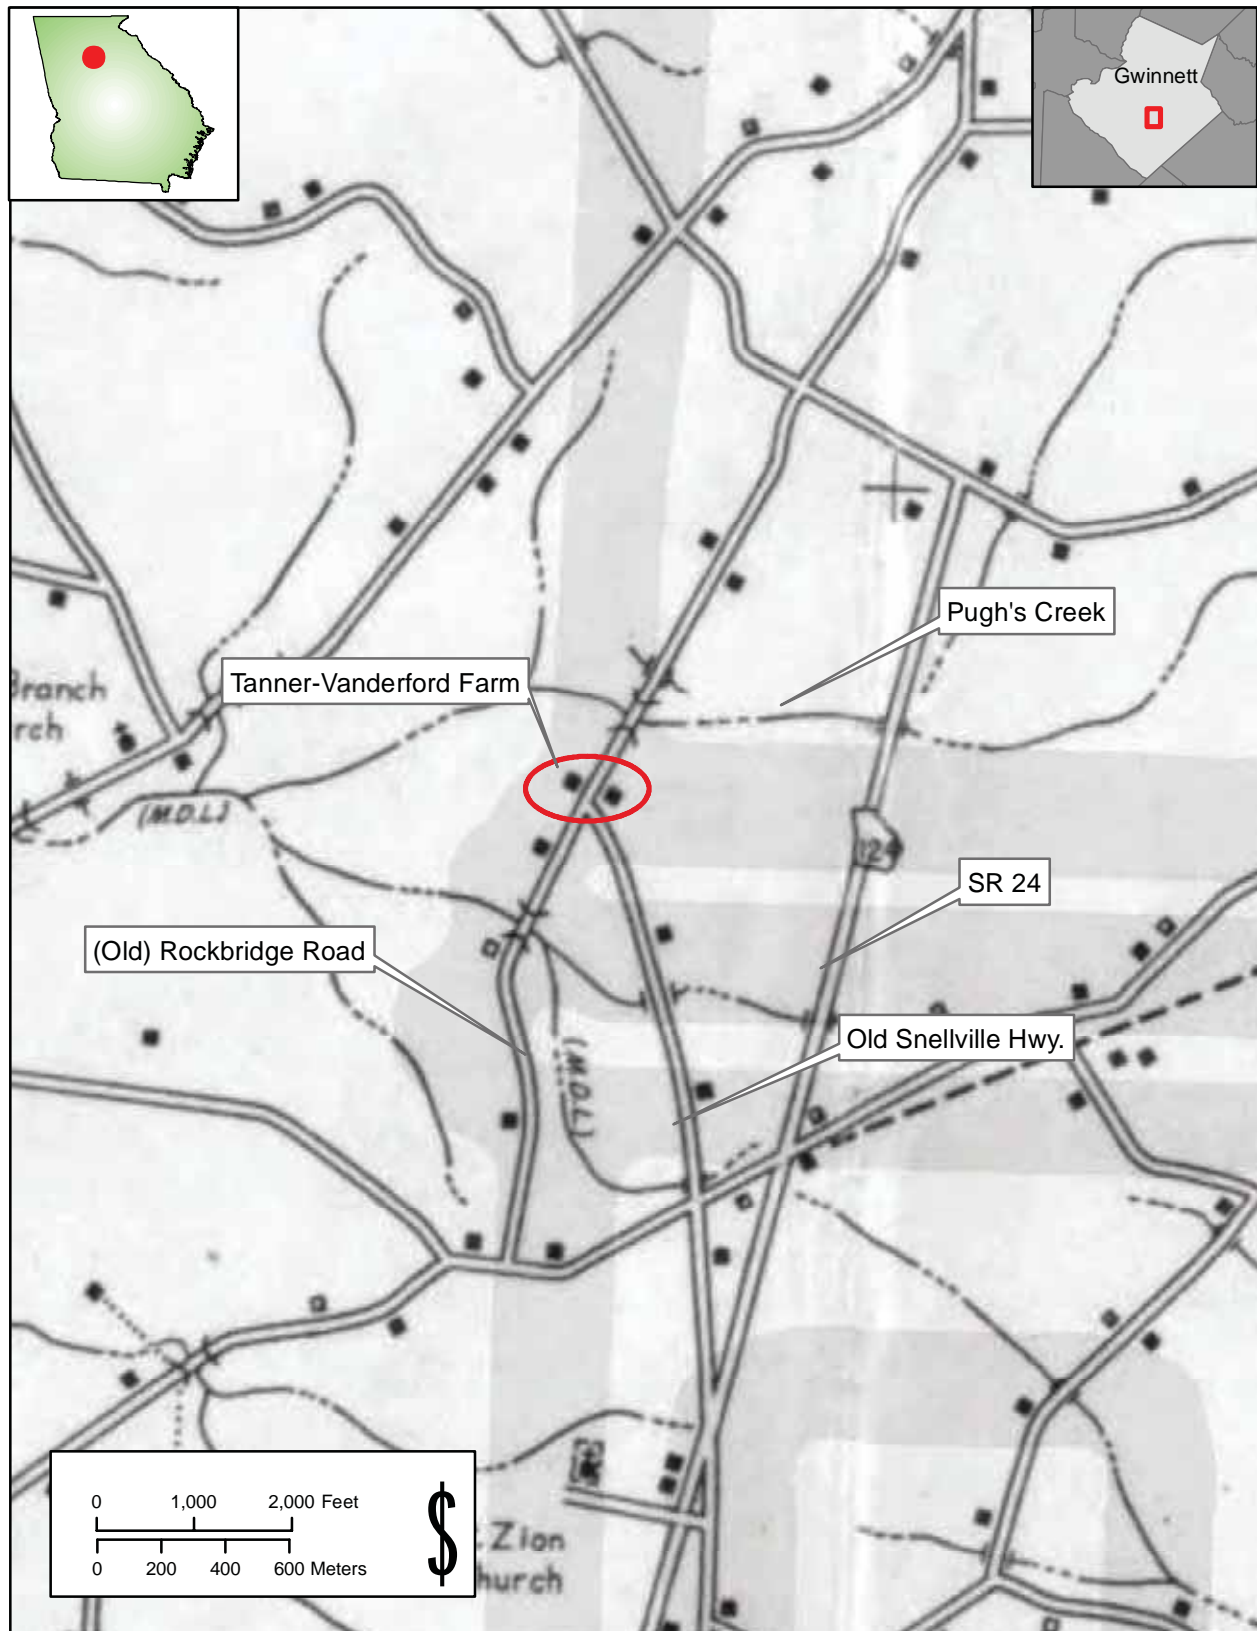 Gwinnett
Pugh's Creek
Tanner-Vanderford Farm
Branch
rch
(M.D.L)
124
SR 24
(Old) Rockbridge Road
Old Snellville Hwy.
(M.D.L)
0 1,000 2,000 Feet
0 200 400 600 Meters
$
Zion
hurch